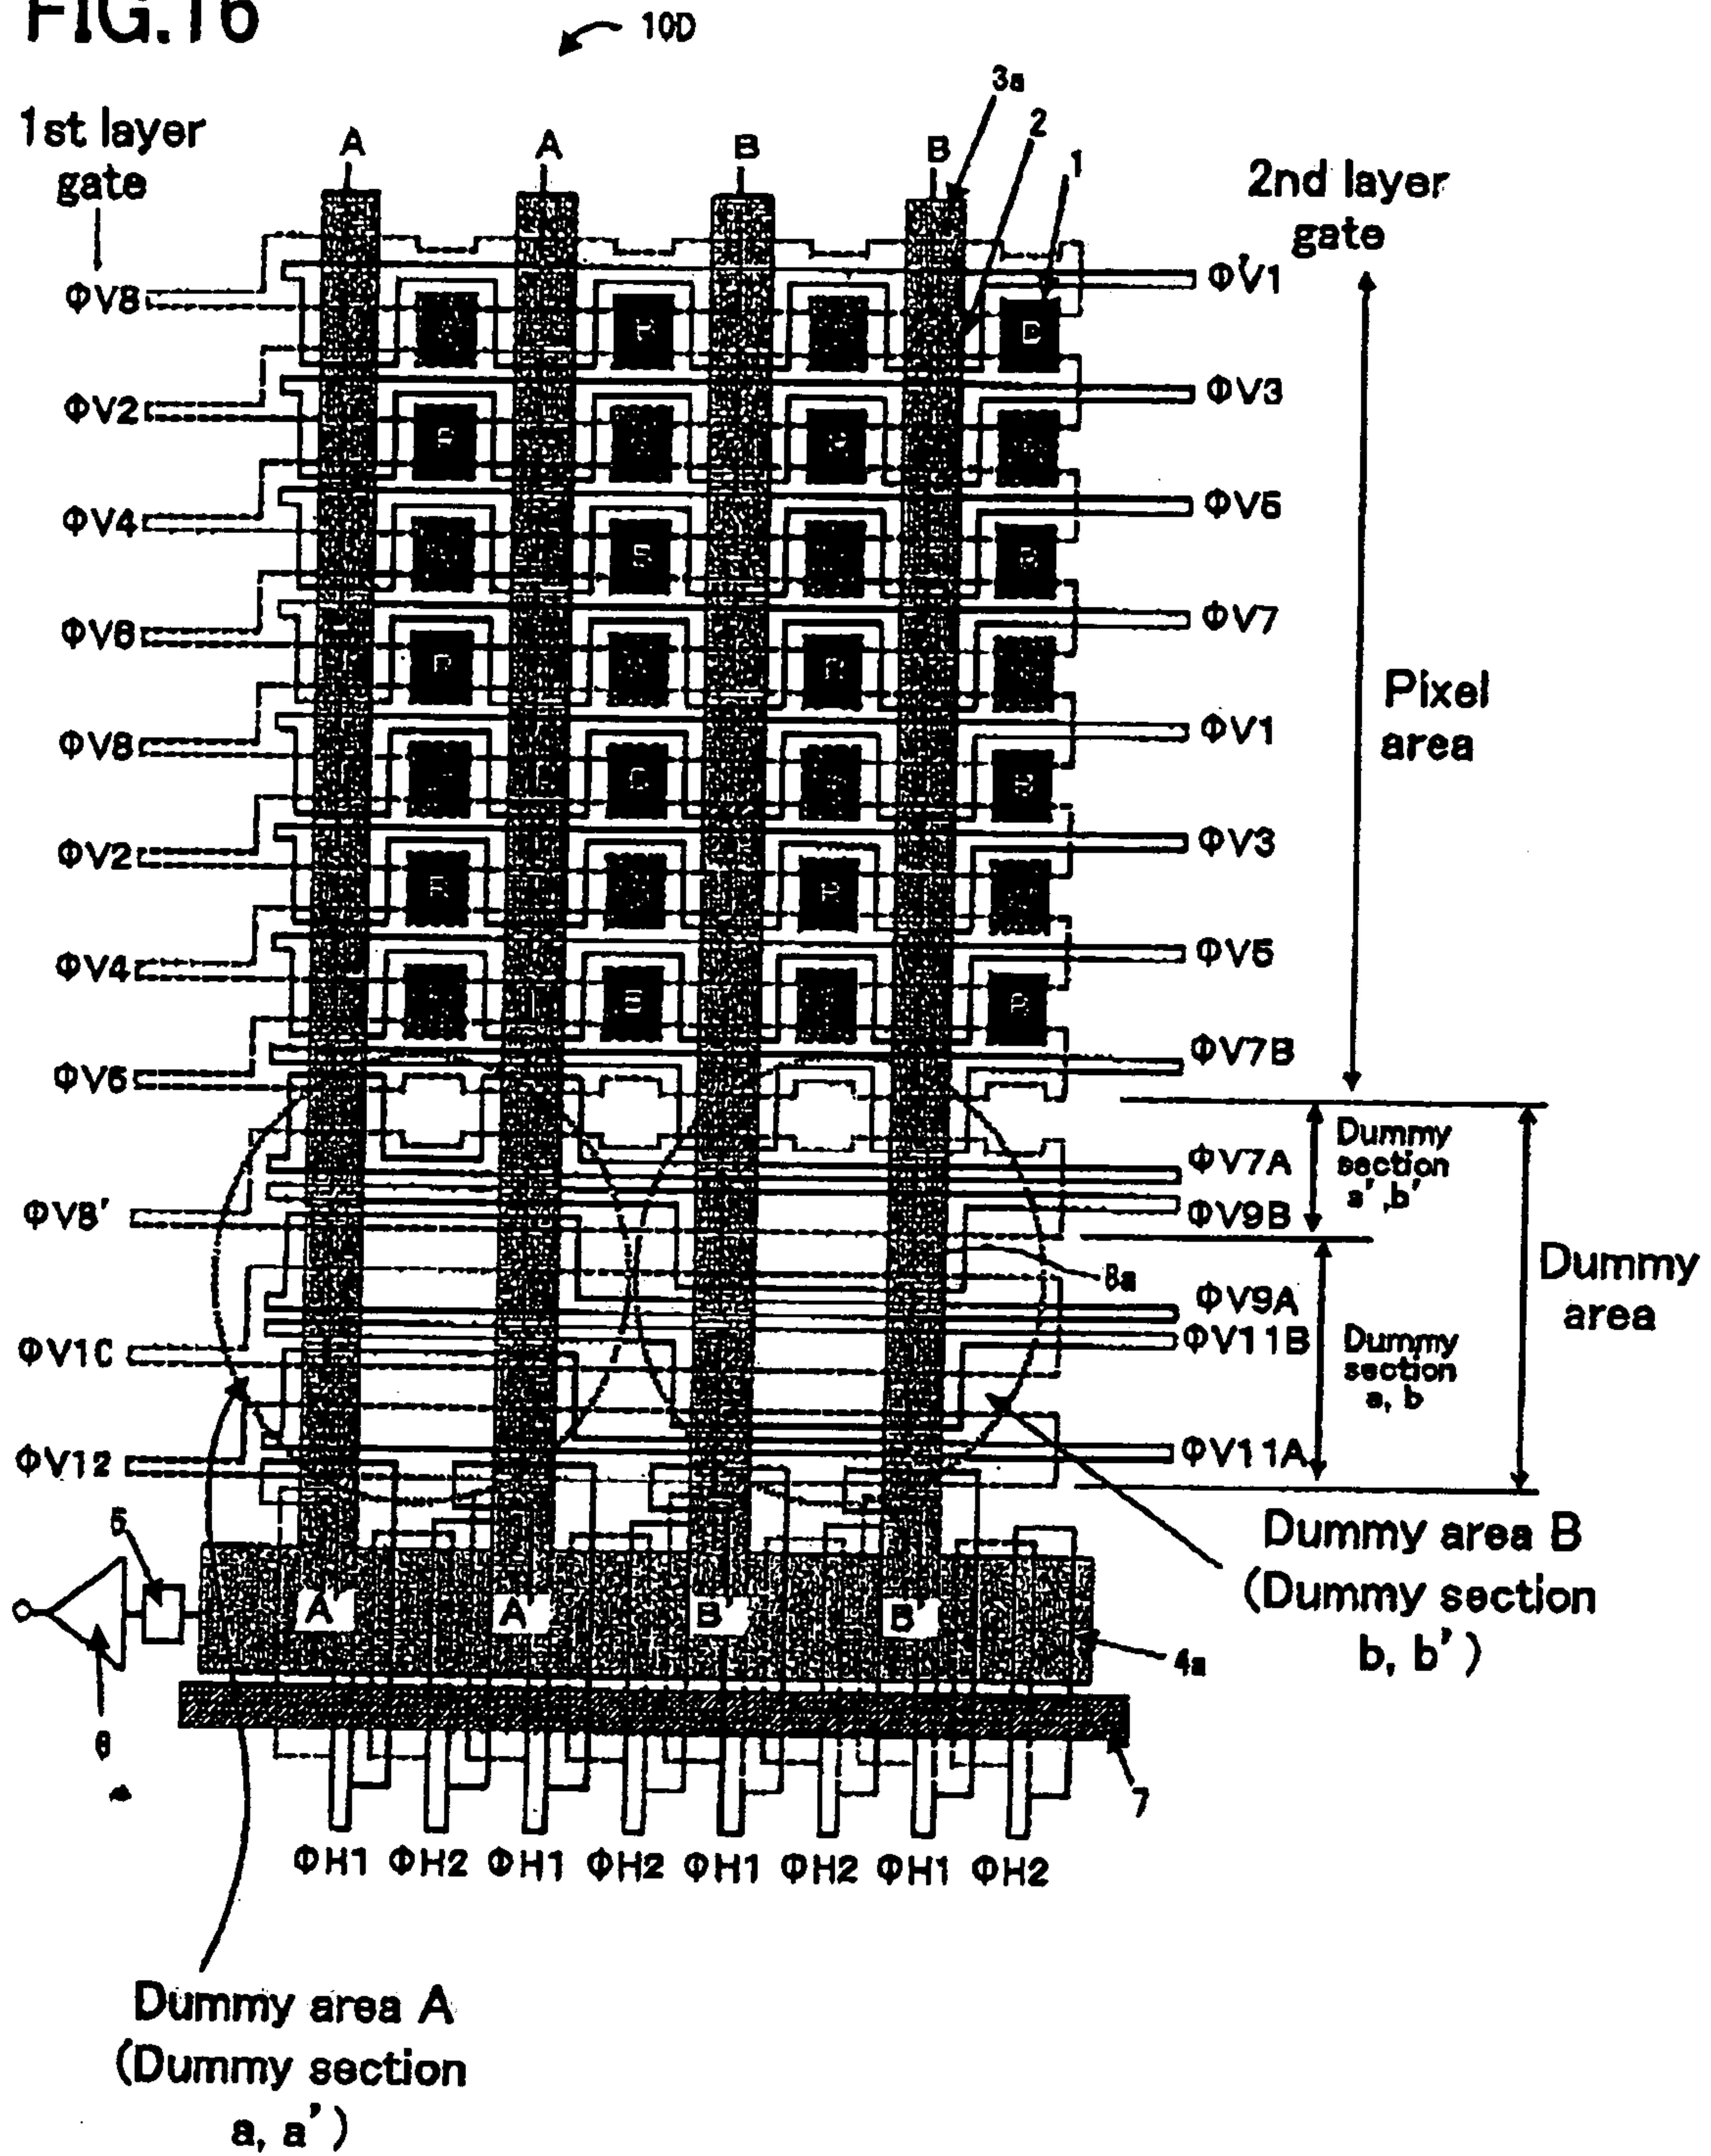 FIG.16
10D
3a
2
1
1st layer
gate
A
A
B
B
2nd layer
gate
ΦV8
Φ'V1
ΦV2
ΦV3
ΦV4
ΦV5
ΦV6
ΦV7
ΦV8
ΦV1
ΦV2
ΦV3
ΦV4
ΦV5
ΦV6
ΦV7B
Pixel
area
Dummy
section
a',b'
ΦV7A
ΦV8'
ΦV9B
8a
ΦV9A
Dummy
area
ΦV10
ΦV11B
Dummy
section
a, b
ΦV12
ΦV11A
5
Dummy area B
(Dummy section
b, b')
A'
A'
B'
B'
4a
6
7
ΦH1 ΦH2 ΦH1 ΦH2 ΦH1 ΦH2 ΦH1 ΦH2
Dummy area A
(Dummy section
a, a')